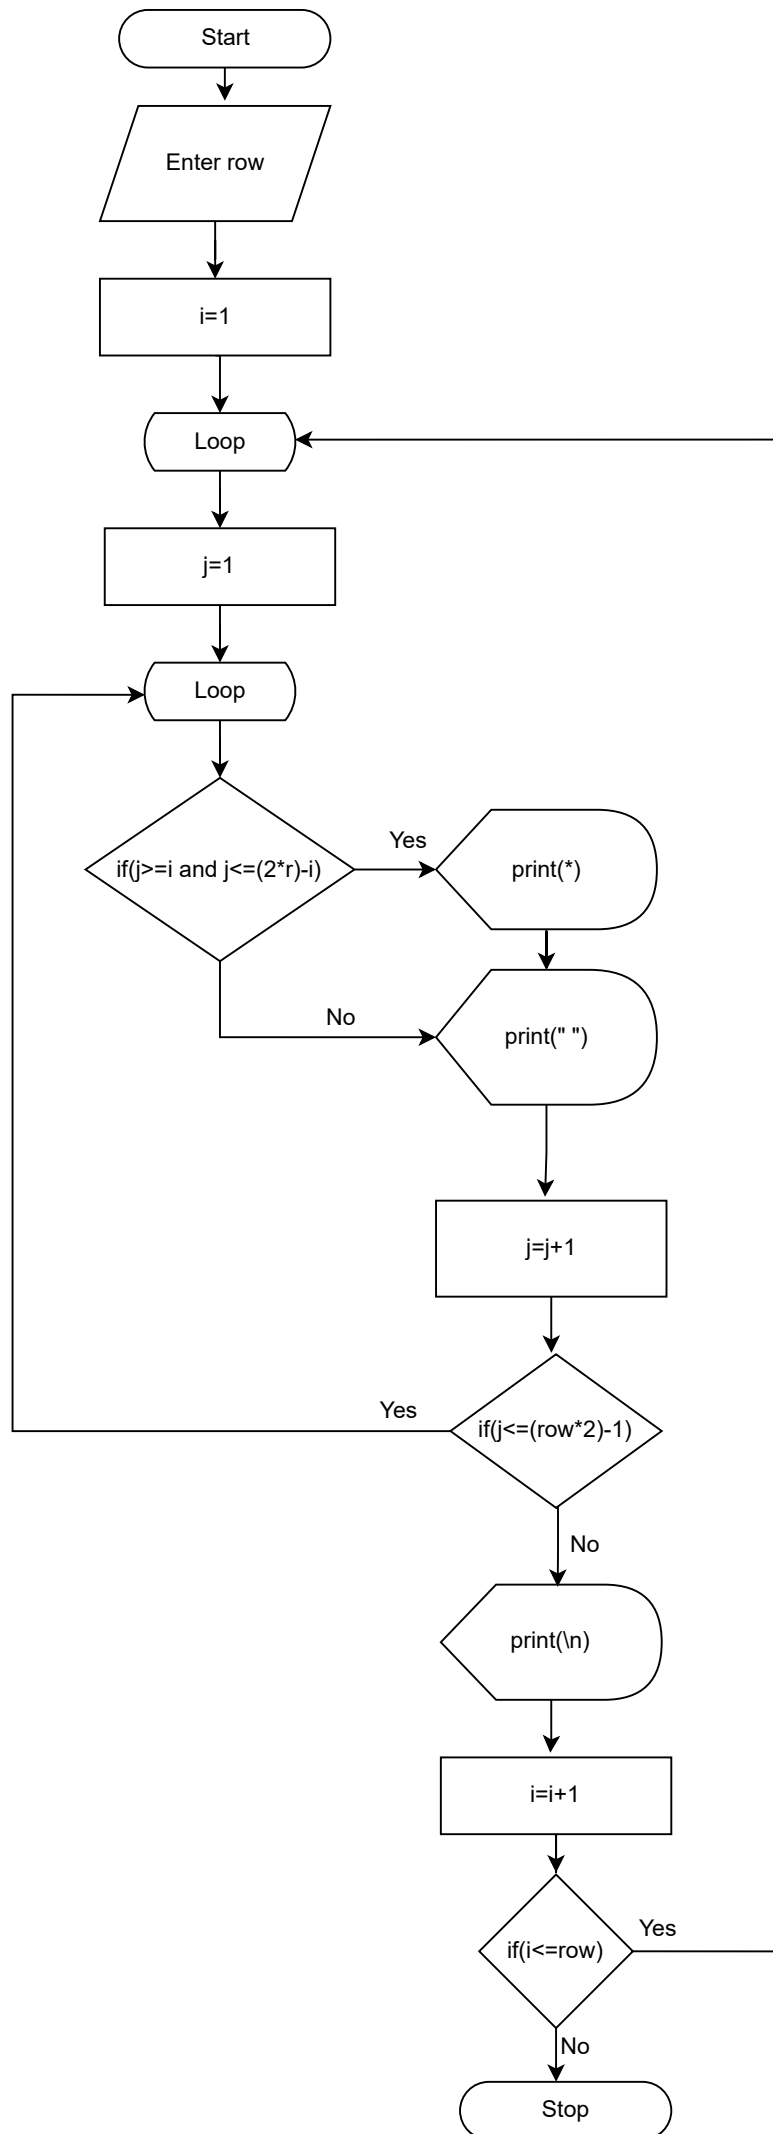 Start
Enter row
i=1
Loop
j=1
Loop
if(j>=i and j<=(2*r)-i)
Yes
print(*)
No
print(" ")
j=j+1
if(j<=(row*2)-1)
Yes
No
print(\n)
i=i+1
if(i<=row)
Yes
No
Stop